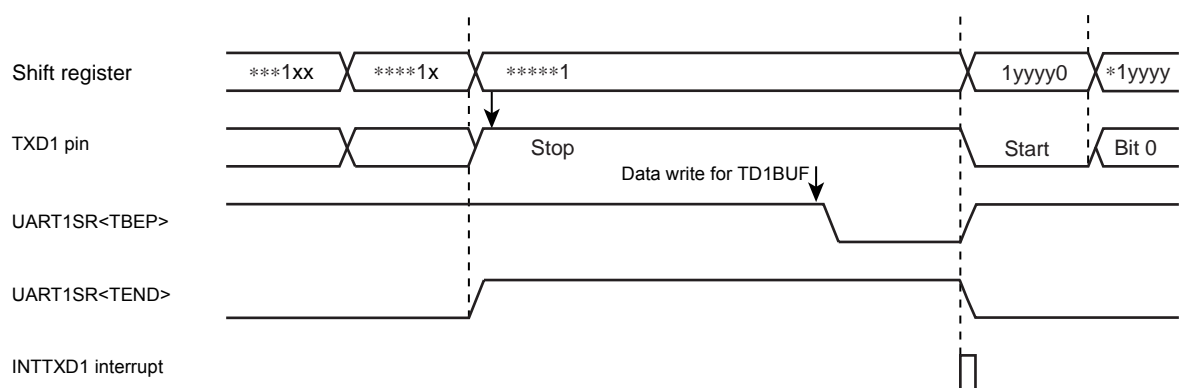 Shift register ***1xx ****1x *****1 1yyyy0 *1yyyy
TXD1 pin Stop Start Bit 0
Data write for TD1BUF
UART1SR<TBEP>
UART1SR<TEND>
INTTXD1 interrupt